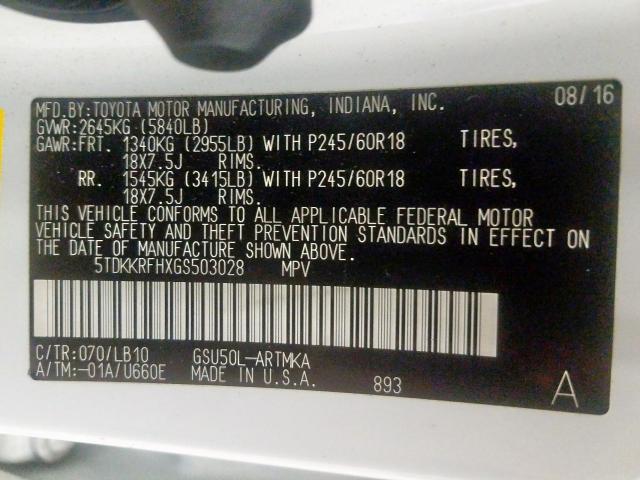 MFD.BY:TOYOTA MOTOR MANUFACTURING, INDIANA, INC. 08/16
GVWR:2645KG (5840LB)
GAWR:FRT. 1340KG (2955LB) WITH P245/60R18 TIRES,
18X7.5J RIMS.
RR. 1545KG (3415LB) WITH P245/60R18 TIRES,
18X7.5J RIMS.
THIS VEHICLE CONFORMS TO ALL APPLICABLE FEDERAL MOTOR
VEHICLE SAFETY AND THEFT PREVENTION STANDARDS IN EFFECT ON
THE DATE OF MANUFACTURE SHOWN ABOVE.
5TDKKRFHXGS503028 MPV
C/TR:070/LB10 GSU50L-ARTMKA
A/TM:-01A/U660E MADE IN U.S.A. 893 A